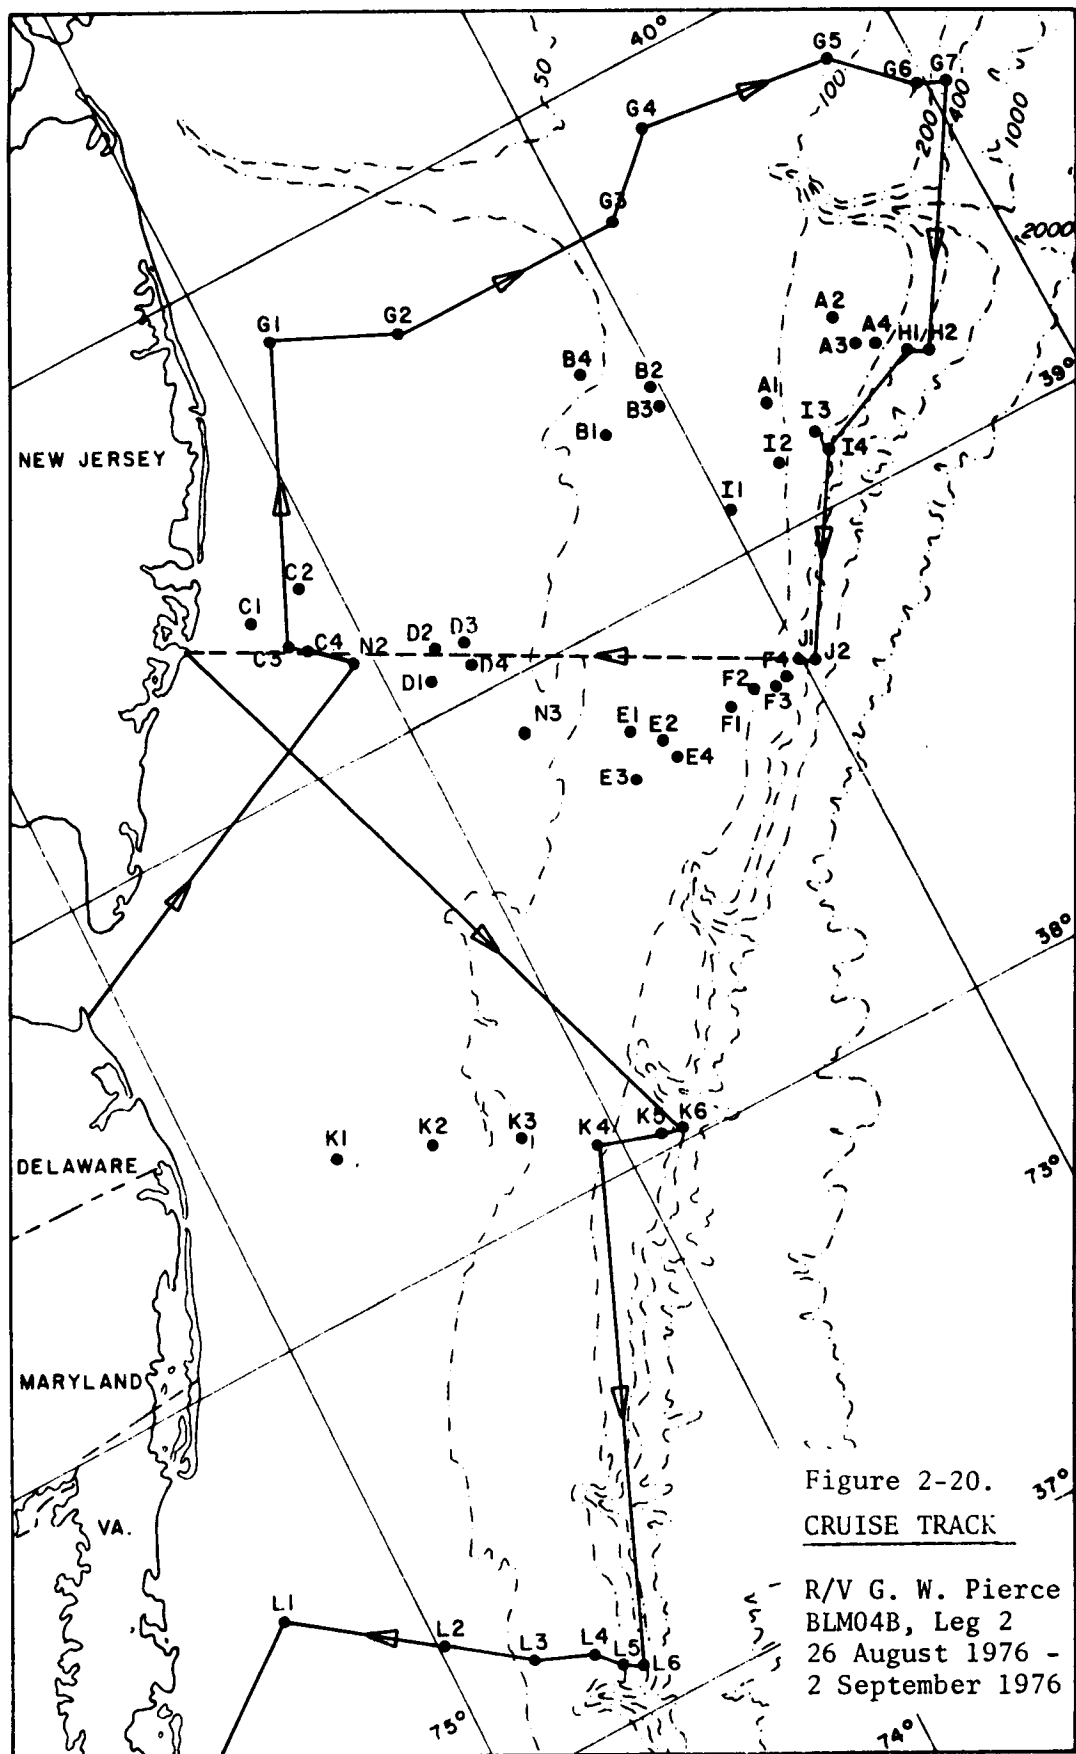 40°
G5
G6
G7
50
100
200
400
1000
G4
G3
2000
G1
G2
A2
A3
A4
H1
H2
39°
B4
B2
B3
B1
A1
I3
I4
I2
I1
NEW JERSEY
C2
C1
C3
C4
N2
D2
D3
D4
D1
J1
J2
F4
F2
F3
F1
N3
E1
E2
E4
E3
38°
K1
K2
K3
K4
K5
K6
73°
DELAWARE
MARYLAND
VA.
37°
L1
L2
L3
L4
L5
L6
75°
74°
Figure 2-20.
CRUISE TRACK
R/V G. W. Pierce
BLM04B, Leg 2
26 August 1976 -
2 September 1976